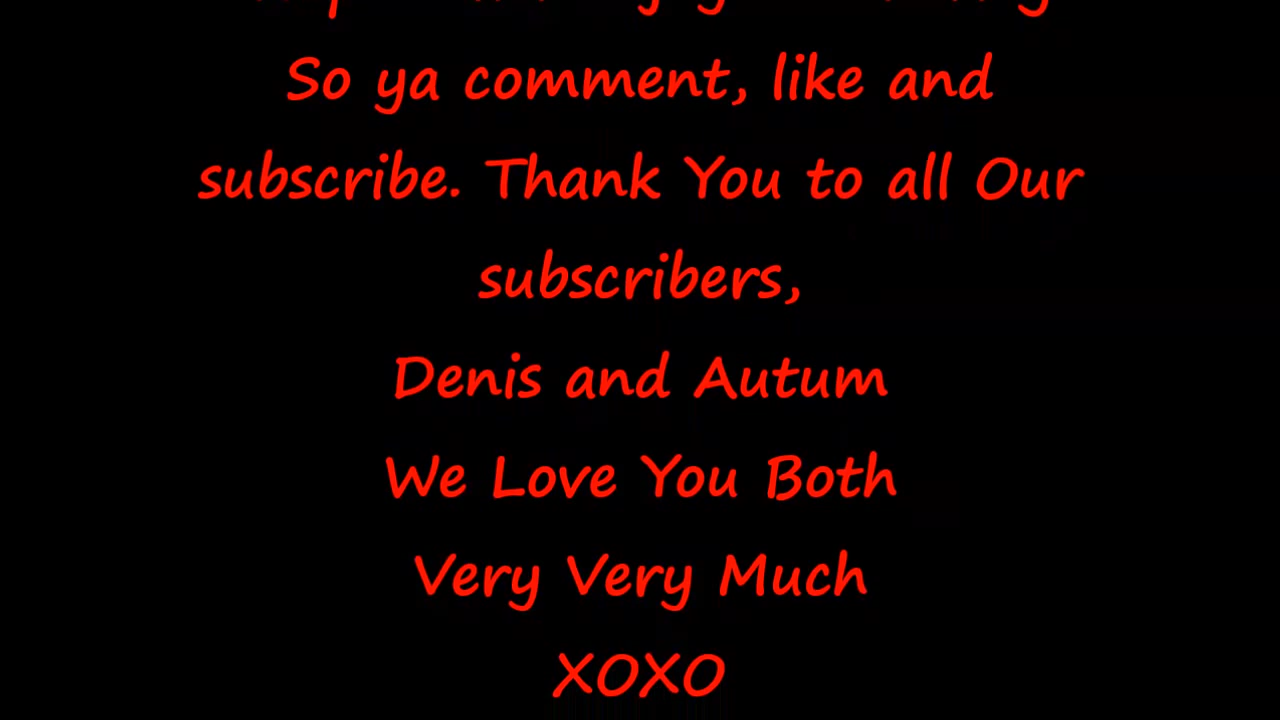 So ya comment, like and
subscribe. Thank You to all Our
subscribers,
Denis and Autum
We Love You Both
Very Very Much
XOXO